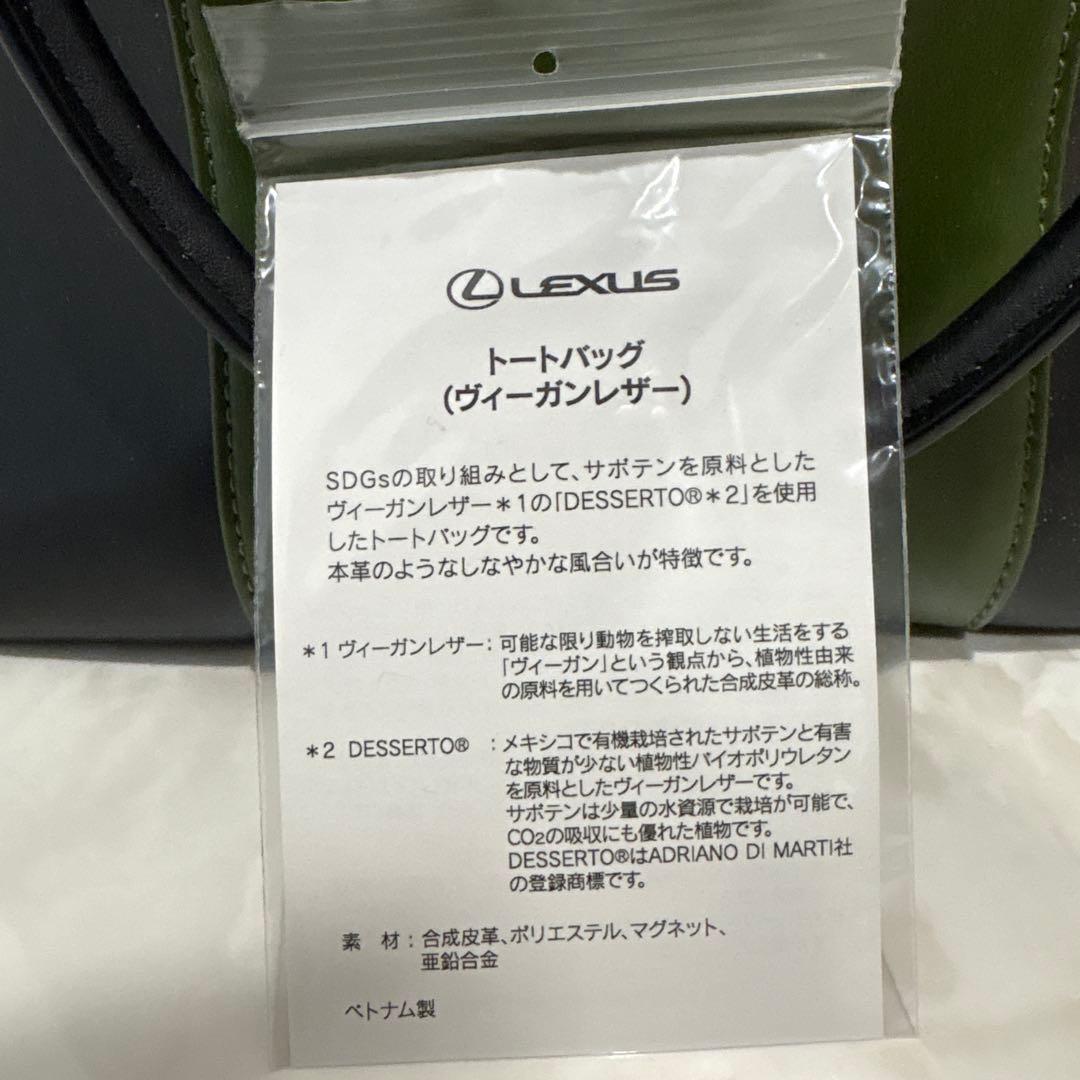 LEXUS
トートバッグ
(ヴィーガンレザー)
SDGsの取り組みとして、サボテンを原料とした
ヴィーガンレザー＊1の「DESSERTO®＊2」を使用
したトートバッグです。
本革のようなしなやかな風合いが特徴です。
＊1 ヴィーガンレザー：可能な限り動物を搾取しない生活をする
「ヴィーガン」という観点から、植物性由来
の原料を用いてつくられた合成皮革の総称。
＊2 DESSERTO® ：メキシコで有機栽培されたサボテンと有害
な物質が少ない植物性バイオポリウレタン
を原料としたヴィーガンレザーです。
サボテンは少量の水資源で栽培が可能で、
CO2の吸収にも優れた植物です。
DESSERTO®はADRIANO DI MARTI社
の登録商標です。
素 材：合成皮革、ポリエステル、マグネット、
亜鉛合金
ベトナム製